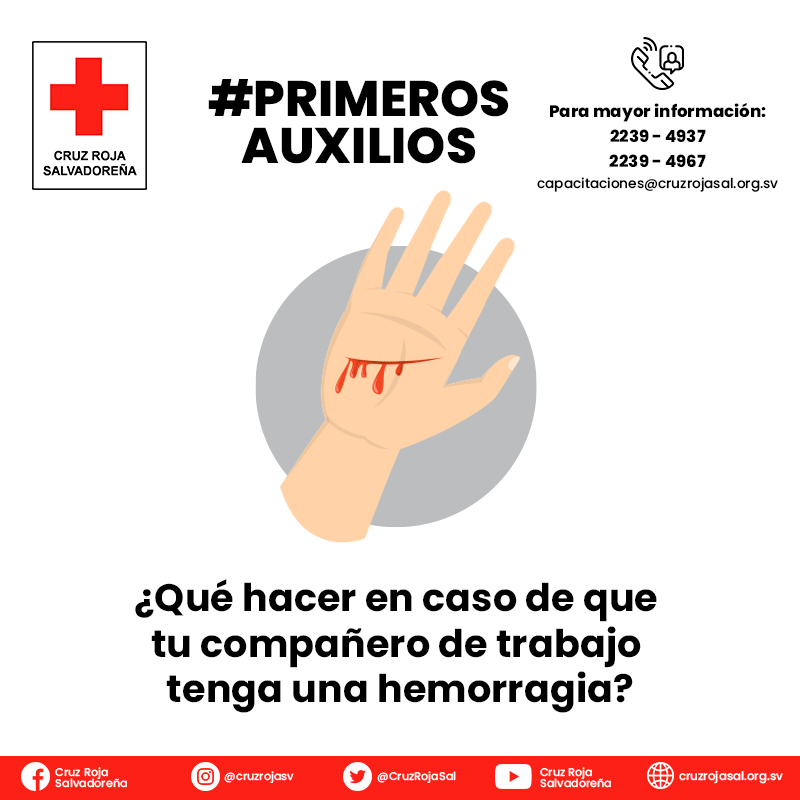 CRUZ ROJA
SALVADOREÑA
#PRIMEROS
AUXILIOS
Para mayor información:
2239 - 4937
2239 - 4967
capacitaciones@cruzrojasal.org.sv
¿Qué hacer en caso de que
tu compañero de trabajo
tenga una hemorragia?
Cruz Roja
Salvadoreña
@cruzrojasv
@CruzRojaSal
Cruz Roja
Salvadoreña
cruzrojasal.org.sv